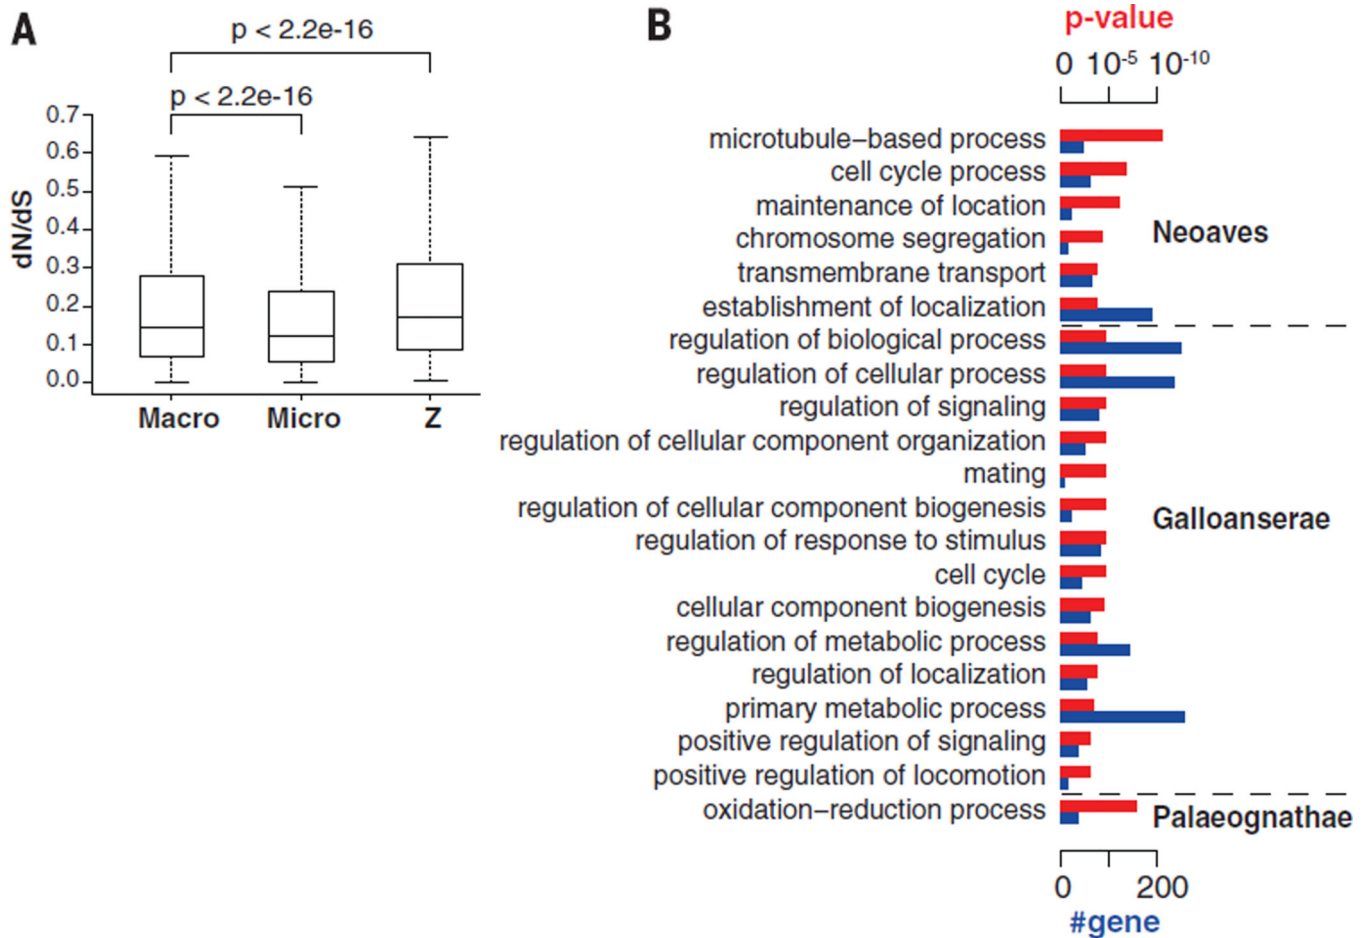 A
p < 2.2e-16
p < 2.2e-16
0.7
0.6
0.5
0.4
0.3
0.2
0.1
0.0
dN/dS
Macro
Micro
Z
B
p-value
0 10⁻⁵ 10⁻¹⁰
microtubule–based process
cell cycle process
maintenance of location
chromosome segregation
transmembrane transport
establishment of localization
Neoaves
regulation of biological process
regulation of cellular process
regulation of signaling
regulation of cellular component organization
mating
regulation of cellular component biogenesis
regulation of response to stimulus
cell cycle
cellular component biogenesis
regulation of metabolic process
regulation of localization
primary metabolic process
positive regulation of signaling
positive regulation of locomotion
Galloanserae
oxidation–reduction process
Palaeognathae
0 200
#gene